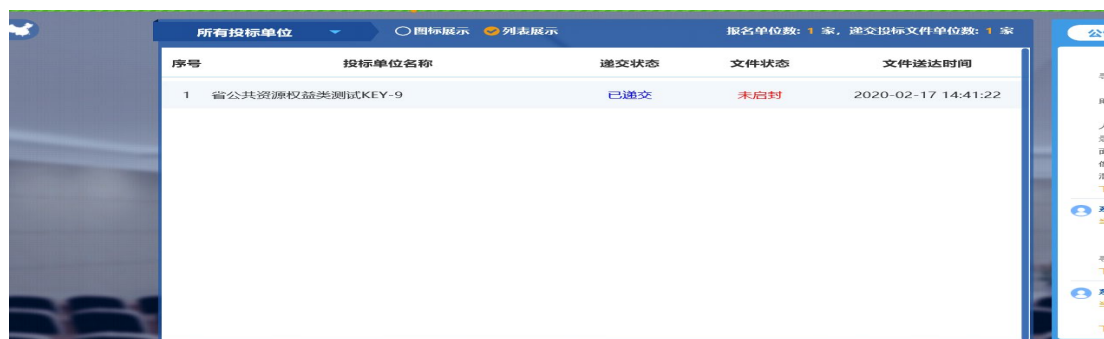 所有投标单位 图标展示 列表展示 报名单位数: 1 家, 递交投标文件单位数: 1 家
序号 投标单位名称 递交状态 文件状态 文件送达时间
1 省公共资源权益类测试KEY-9 已递交 未启封 2020-02-17 14:41:22